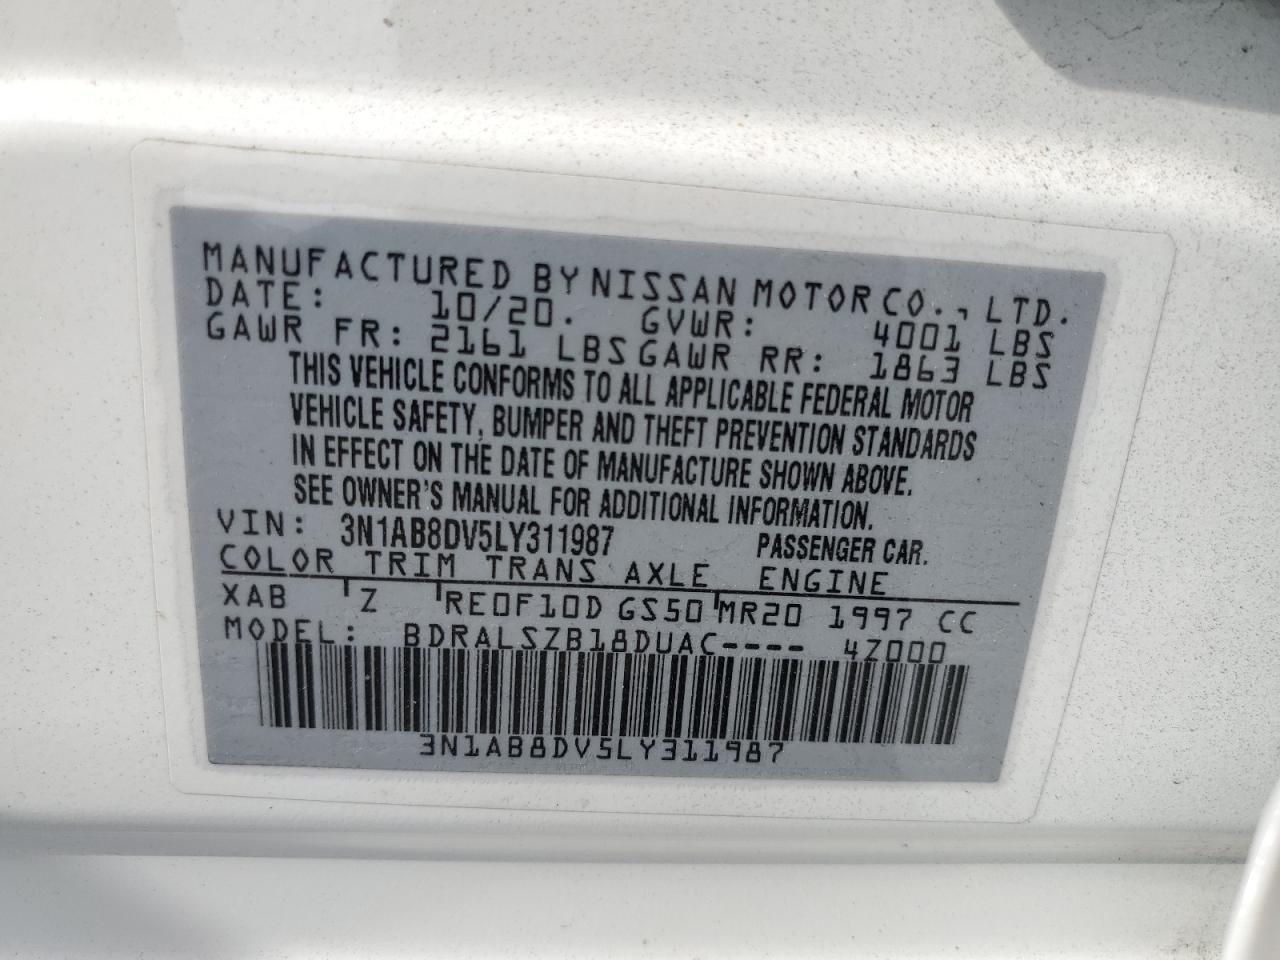 MANUFACTURED BY NISSAN MOTOR CO., LTD.
DATE: 10/20. GVWR: 4001 LBS
GAWR FR: 2161 LBS GAWR RR: 1863 LBS
THIS VEHICLE CONFORMS TO ALL APPLICABLE FEDERAL MOTOR
VEHICLE SAFETY, BUMPER AND THEFT PREVENTION STANDARDS
IN EFFECT ON THE DATE OF MANUFACTURE SHOWN ABOVE.
SEE OWNER'S MANUAL FOR ADDITIONAL INFORMATION.
VIN: 3N1AB8DV5LY311987 PASSENGER CAR.
COLOR TRIM TRANS AXLE ENGINE
XAB Z RE0F10D GS50 MR20 1997 CC
MODEL: BDRALSZB18DUAC---- 4Z000
3N1AB8DV5LY311987